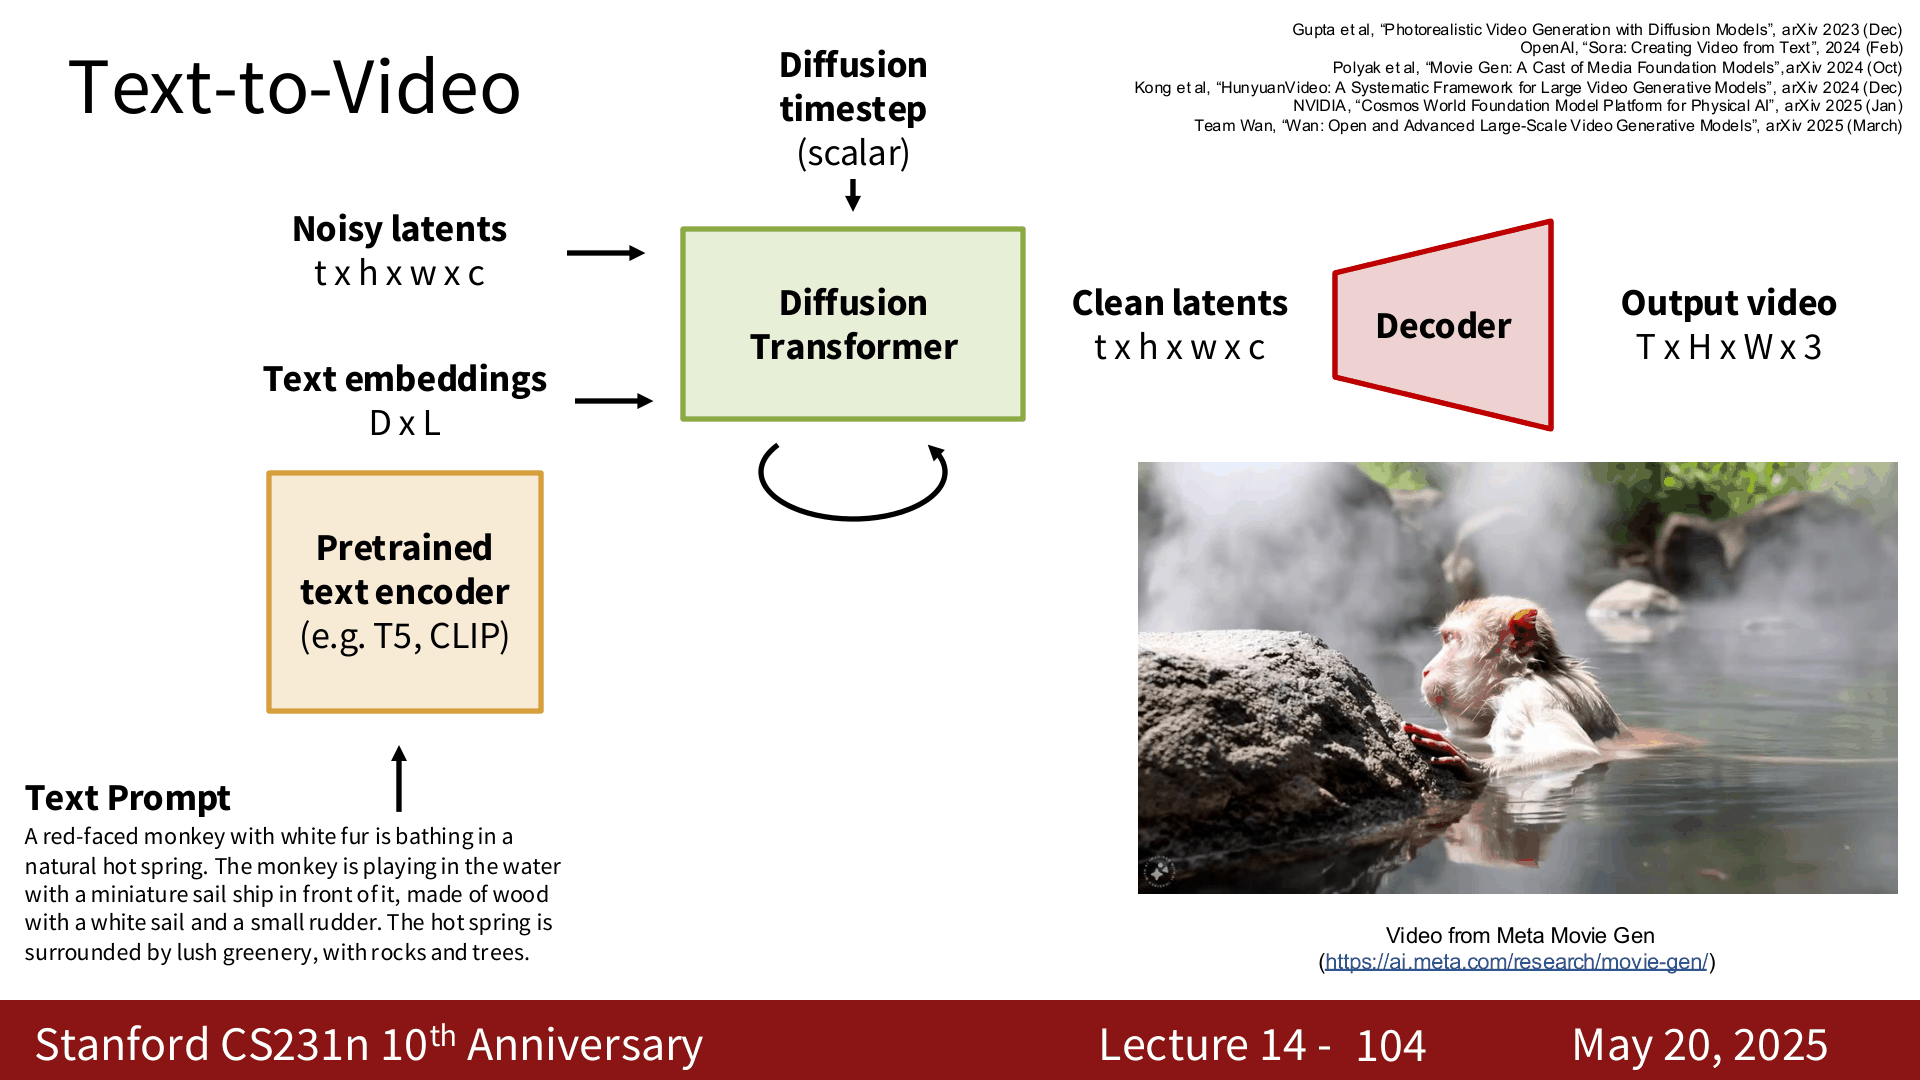 Text-to-Video
Gupta et al, “Photorealistic Video Generation with Diffusion Models”, arXiv 2023 (Dec)
OpenAI, “Sora: Creating Video from Text”, 2024 (Feb)
Polyak et al, “Movie Gen: A Cast of Media Foundation Models”, arXiv 2024 (Oct)
Kong et al, “HunyuanVideo: A Systematic Framework for Large Video Generative Models”, arXiv 2024 (Dec)
NVIDIA, “Cosmos World Foundation Model Platform for Physical AI”, arXiv 2025 (Jan)
Team Wan, “Wan: Open and Advanced Large-Scale Video Generative Models”, arXiv 2025 (March)
Diffusion
timestep
(scalar)
Noisy latents
t x h x w x c
Text embeddings
D x L
Diffusion
Transformer
Clean latents
t x h x w x c
Decoder
Output video
T x H x W x 3
Pretrained
text encoder
(e.g. T5, CLIP)
Text Prompt
A red-faced monkey with white fur is bathing in a
natural hot spring. The monkey is playing in the water
with a miniature sail ship in front of it, made of wood
with a white sail and a small rudder. The hot spring is
surrounded by lush greenery, with rocks and trees.
Video from Meta Movie Gen
(https://ai.meta.com/research/movie-gen/)
Stanford CS231n 10th Anniversary
Lecture 14 - 104
May 20, 2025